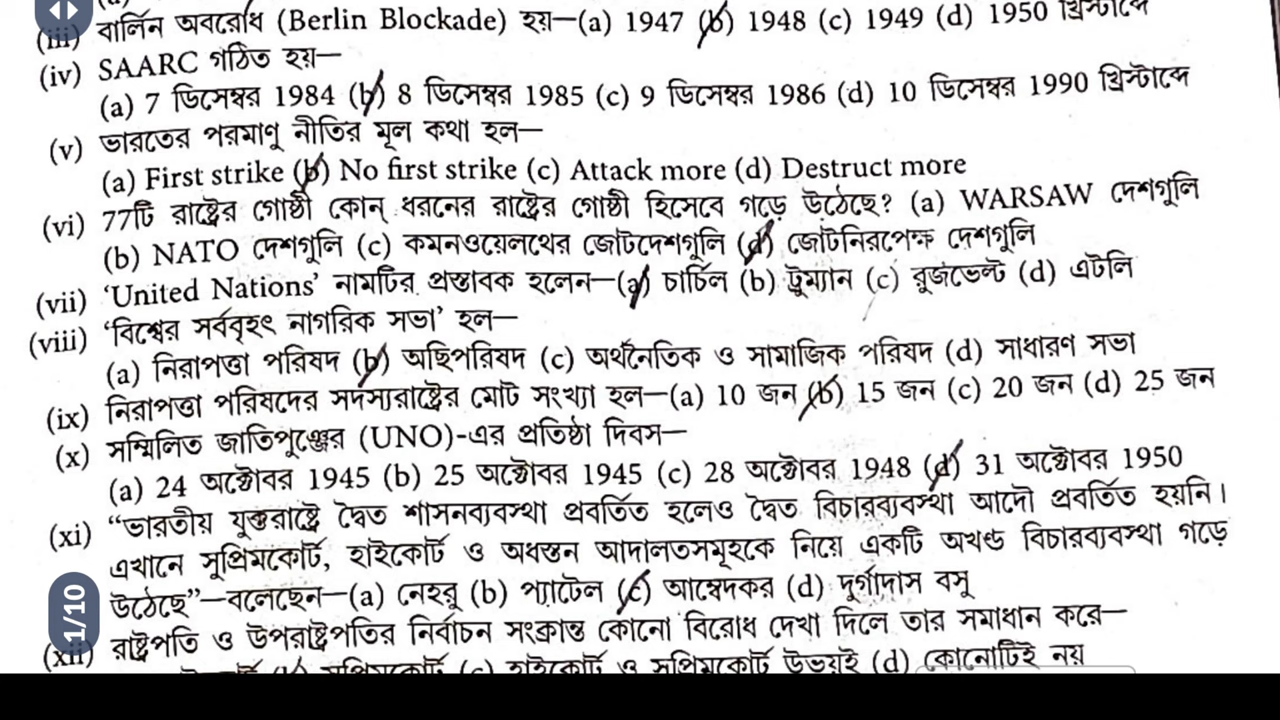 (iii) বার্লিন অবরোধ (Berlin Blockade) হয়—(a) 1947 (b) 1948 (c) 1949 (d) 1950 খ্রিস্টাব্দে
(iv) SAARC গঠিত হয়—
(a) 7 ডিসেম্বর 1984 (b) 8 ডিসেম্বর 1985 (c) 9 ডিসেম্বর 1986 (d) 10 ডিসেম্বর 1990 খ্রিস্টাব্দে
(v) ভারতের পরমাণু নীতির মূল কথা হল—
(a) First strike (b) No first strike (c) Attack more (d) Destruct more
(vi) 77টি রাষ্ট্রের গোষ্ঠী কোন্ ধরনের রাষ্ট্রের গোষ্ঠী হিসেবে গড়ে উঠেছে? (a) WARSAW দেশগুলি
(b) NATO দেশগুলি (c) কমনওয়েলথের জোটদেশগুলি (d) জোটনিরপেক্ষ দেশগুলি
(vii) ‘United Nations’ নামটির প্রস্তাবক হলেন—(a) চার্চিল (b) ট্রুম্যান (c) রুজভেল্ট (d) এটলি
(viii) ‘বিশ্বের সর্ববৃহৎ নাগরিক সভা’ হল—
(a) নিরাপত্তা পরিষদ (b) অছিপরিষদ (c) অর্থনৈতিক ও সামাজিক পরিষদ (d) সাধারণ সভা
(ix) নিরাপত্তা পরিষদের সদস্যরাষ্ট্রের মোট সংখ্যা হল—(a) 10 জন (b) 15 জন (c) 20 জন (d) 25 জন
(x) সম্মিলিত জাতিপুঞ্জের (UNO)-এর প্রতিষ্ঠা দিবস—
(a) 24 অক্টোবর 1945 (b) 25 অক্টোবর 1945 (c) 28 অক্টোবর 1948 (d) 31 অক্টোবর 1950
(xi) “ভারতীয় যুক্তরাষ্ট্রে দ্বৈত শাসনব্যবস্থা প্রবর্তিত হলেও দ্বৈত বিচারব্যবস্থা আদৌ প্রবর্তিত হয়নি।
এখানে সুপ্রিমকোর্ট, হাইকোর্ট ও অধস্তন আদালতসমূহকে নিয়ে একটি অখণ্ড বিচারব্যবস্থা গড়ে
উঠেছে”—বলেছেন—(a) নেহরু (b) প্যাটেল (c) আম্বেদকর (d) দুর্গাদাস বসু
1/10
(xii) রাষ্ট্রপতি ও উপরাষ্ট্রপতির নির্বাচন সংক্রান্ত কোনো বিরোধ দেখা দিলে তার সমাধান করে—
(b) সুপ্রিমকোর্ট (c) হাইকোর্ট ও সুপ্রিমকোর্ট উভয়ই (d) কোনোটিই নয়